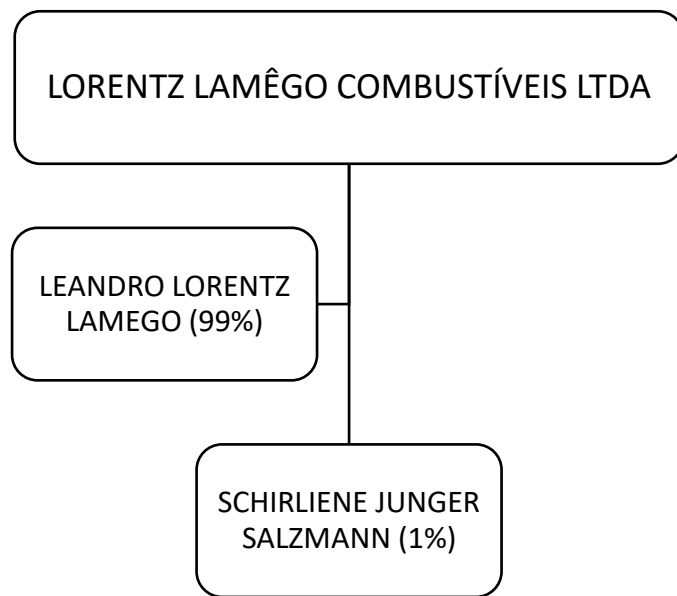 LORENTZ LAMÊGO COMBUSTÍVEIS LTDA
LEANDRO LORENTZ
LAMEGO (99%)
SCHIRLIENE JUNGER
SALZMANN (1%)